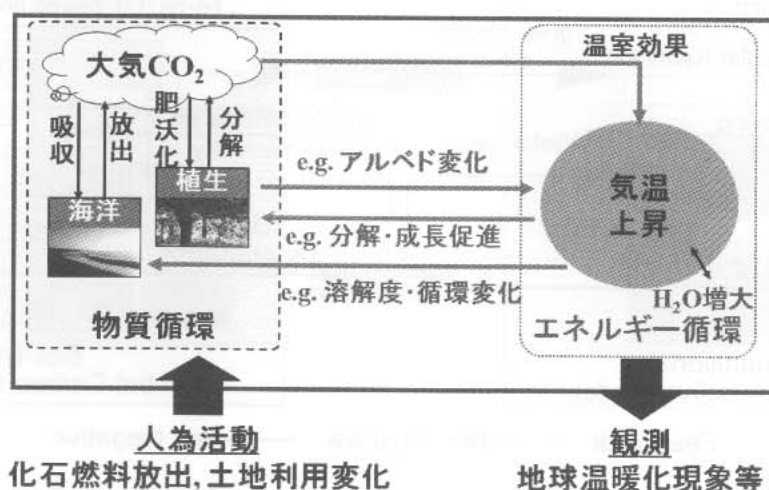 大気CO₂
吸収
放出
肥沃化
分解
海洋
植生
物質循環
温室効果
e.g. アルベド変化
e.g. 分解・成長促進
e.g. 溶解度・循環変化
気温
上昇
H₂O増大
エネルギー循環
人為活動
化石燃料放出, 土地利用変化
観測
地球温暖化現象等